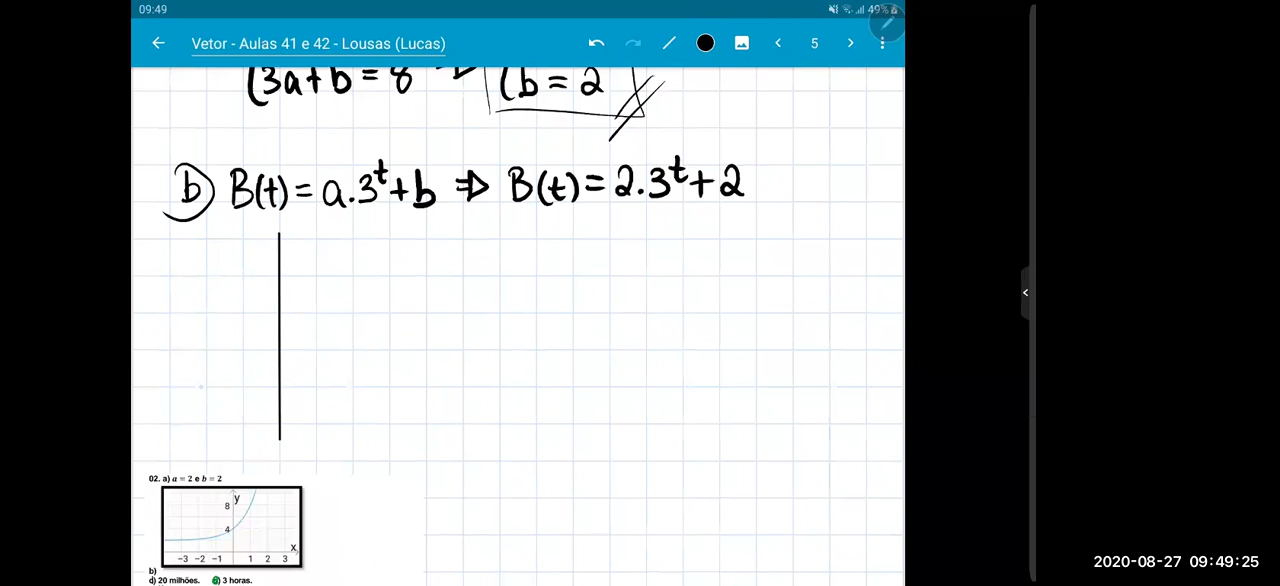 09:49
49%
Vetor - Aulas 41 e 42 - Lousas (Lucas)
5
(3a+b=8 ⇒ (b=2
b) B(t)=a.3^t+b ⇒ B(t)=2.3^t+2
02. a) a = 2 e b = 2
y
8
4
x
-3 -2 -1 1 2 3
b)
d) 20 milhões. e) 3 horas.
<
2020-08-27 09:49:25